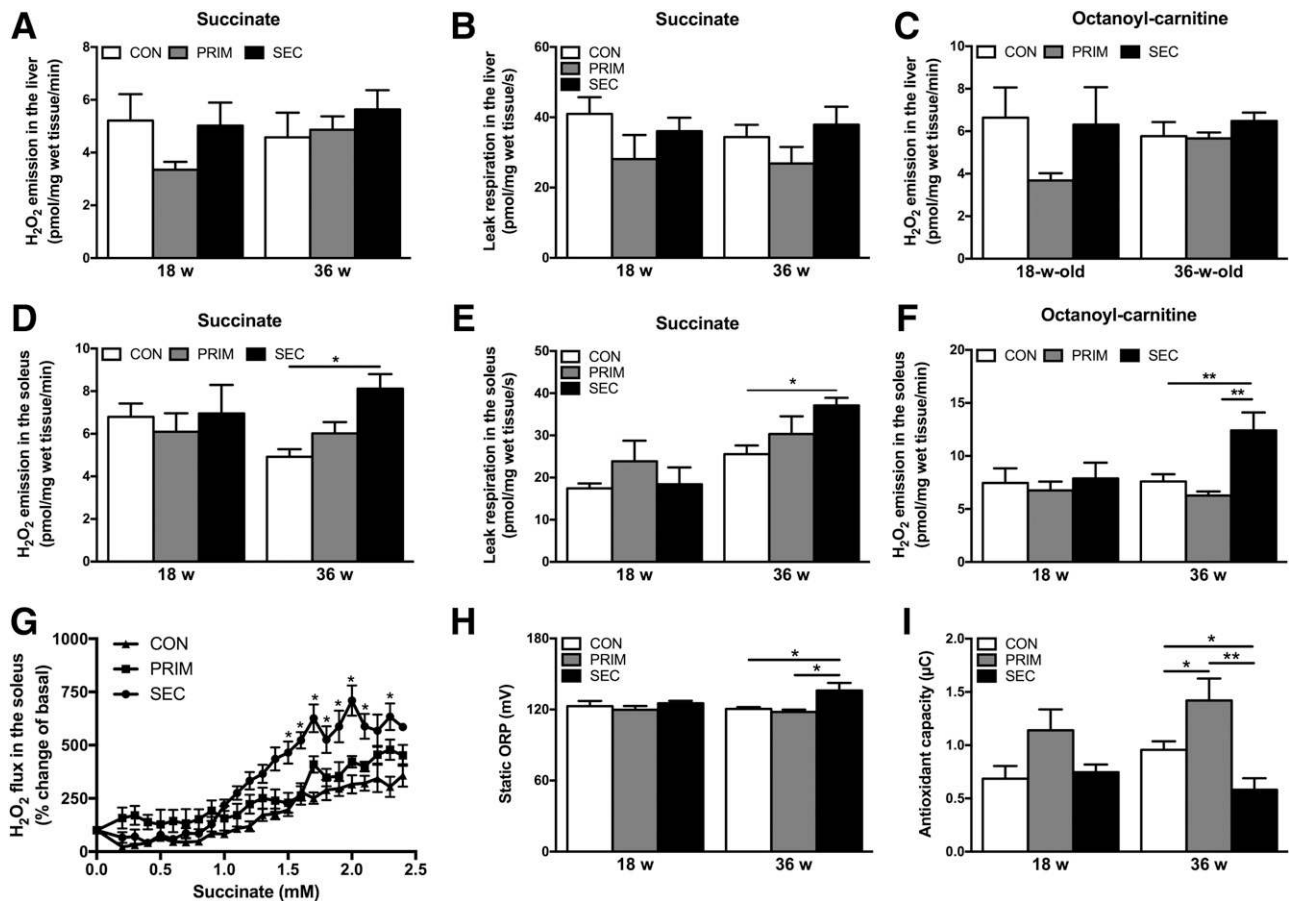 A
Succinate
CON PRIM SEC
H2O2 emission in the liver
(pmol/mg wet tissue/min)
8
6
4
2
0
18 w 36 w
B
Succinate
CON
PRIM
SEC
Leak respiration in the liver
(pmol/mg wet tissue/s)
60
40
20
0
18 w 36 w
C
Octanoyl-carnitine
CON PRIM SEC
H2O2 emission in the liver
(pmol/mg wet tissue/min)
10
8
6
4
2
0
18-w-old 36-w-old
D
Succinate
CON PRIM SEC
H2O2 emission in the soleus
(pmol/mg wet tissue/min)
10
8
6
4
2
0
*
18 w 36 w
E
Succinate
CON
PRIM
SEC
Leak respiration in the soleus
(pmol/mg wet tissue/s)
50
40
30
20
10
0
*
18 w 36 w
F
Octanoyl-carnitine
CON PRIM SEC
H2O2 emission in the soleus
(pmol/mg wet tissue/min)
20
15
10
5
0
**
**
18 w 36 w
G
CON
PRIM
SEC
H2O2 flux in the soleus
(% change of basal)
1000
750
500
250
0
* * * * * * * *
0.0 0.5 1.0 1.5 2.0 2.5
Succinate (mM)
H
CON
PRIM
SEC
Static ORP (mV)
180
120
60
0
*
*
18 w 36 w
I
CON
PRIM
SEC
Antioxidant capacity (µC)
2.0
1.5
1.0
0.5
0.0
*
* **
18 w 36 w